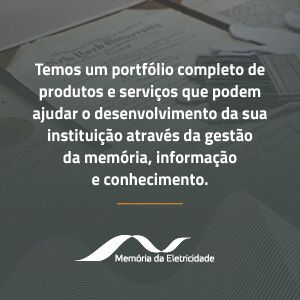 Temos um portfólio completo de
produtos e serviços que podem
ajudar o desenvolvimento da sua
instituição através da gestão
da memória, informação
e conhecimento.
Memória da Eletricidade